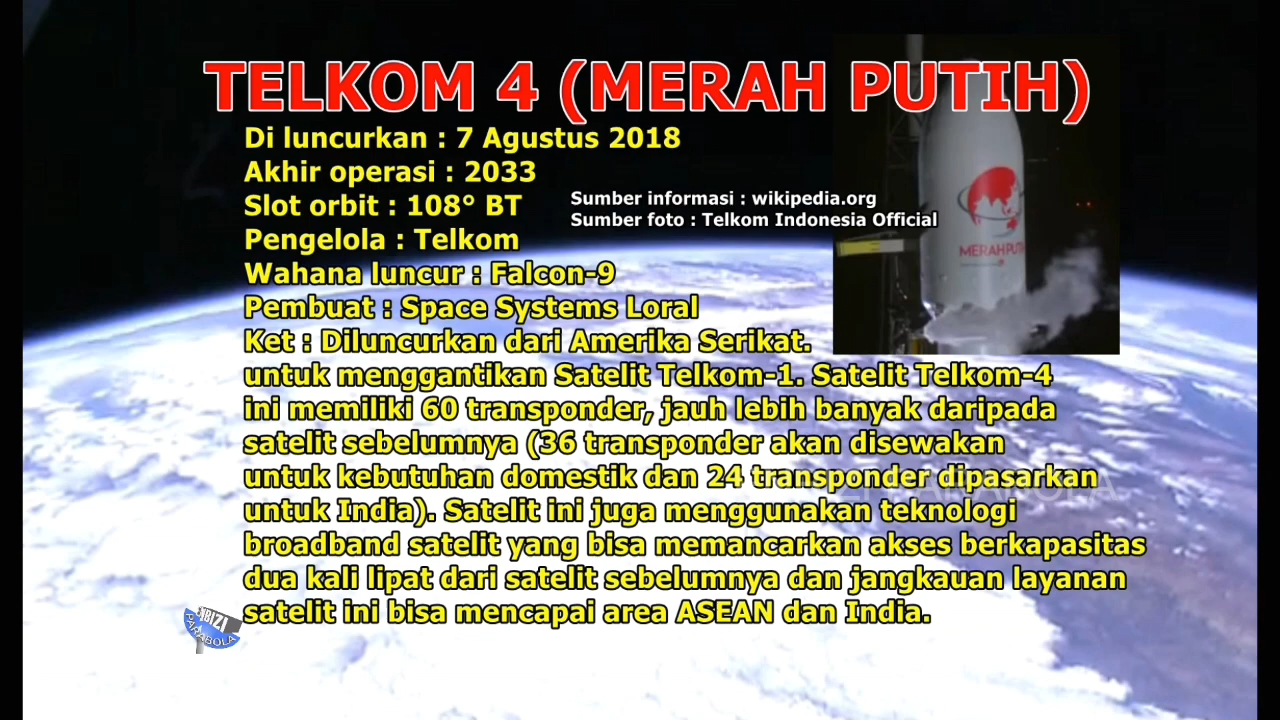 TELKOM 4 (MERAH PUTIH)
Di luncurkan : 7 Agustus 2018
Akhir operasi : 2033
Slot orbit : 108° BT
Sumber informasi : wikipedia.org
Sumber foto : Telkom Indonesia Official
Pengelola : Telkom
Wahana luncur : Falcon-9
Pembuat : Space Systems Loral
Ket : Diluncurkan dari Amerika Serikat.
untuk menggantikan Satelit Telkom-1. Satelit Telkom-4
ini memiliki 60 transponder, jauh lebih banyak daripada
satelit sebelumnya (36 transponder akan disewakan
untuk kebutuhan domestik dan 24 transponder dipasarkan
untuk India). Satelit ini juga menggunakan teknologi
broadband satelit yang bisa memancarkan akses berkapasitas
dua kali lipat dari satelit sebelumnya dan jangkauan layanan
satelit ini bisa mencapai area ASEAN dan India.
MERAH PUTIH
PARABOLA